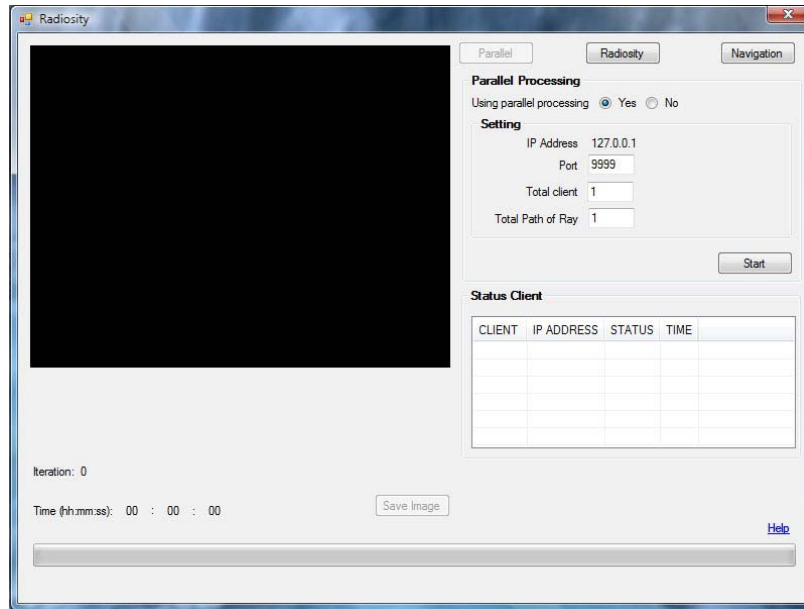 Radiosity
Parallel
Radiosity
Navigation
Parallel Processing
Using parallel processing Yes No
Setting
IP Address 127.0.0.1
Port 9999
Total client 1
Total Path of Ray 1
Start
Status Client
CLIENT IP ADDRESS STATUS TIME
Iteration: 0
Time (hh:mm:ss): 00 : 00 : 00
Save Image
Help